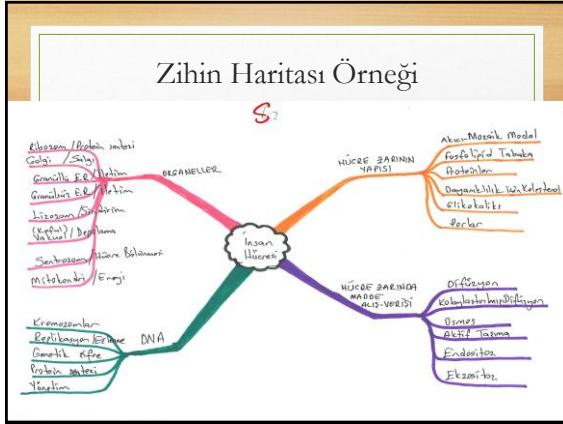 Zihin Haritası Örneği
Ribozom / Protein sentezi
Golgi / Salgı
Granüllü E.R / İletim
Granülsüz E.R / İletim
Lizozom / Sindirim
(Koful) / Depolama
Vakuol
Sentrozom / Hücre Bölünmesi
Mitokondri / Enerji
ORGANELLER
HÜCRE ZARININ
YAPISI
Akıcı-Mozaik Model
Fosfolipid Tabaka
Proteinler
Dayanıklılık için Kolesterol
Glikokaliks
Porlar
İnsan
Hücresi
Kromozomlar
Replikasyon / Eşleme
Genetik şifre
Protein sentezi
Yönetim
DNA
HÜCRE ZARINDA
MADDE
ALIŞ-VERİŞİ
Difüzyon
Kolaylaştırılmış Difüzyon
Osmos
Aktif Taşıma
Endositoz
Ekzositoz